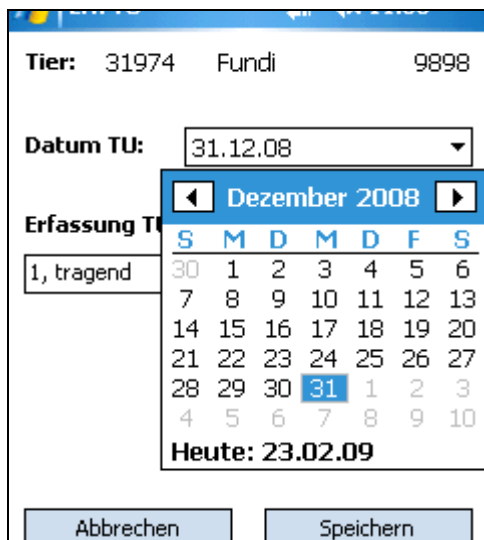 Tier: 31974 Fundi 9898
Datum TU: 31.12.08
Dezember 2008
Erfassung
S M D M D F S
1, tragend
30 1 2 3 4 5 6
7 8 9 10 11 12 13
14 15 16 17 18 19 20
21 22 23 24 25 26 27
28 29 30 31 1 2 3
4 5 6 7 8 9 10
Heute: 23.02.09
Abbrechen Speichern